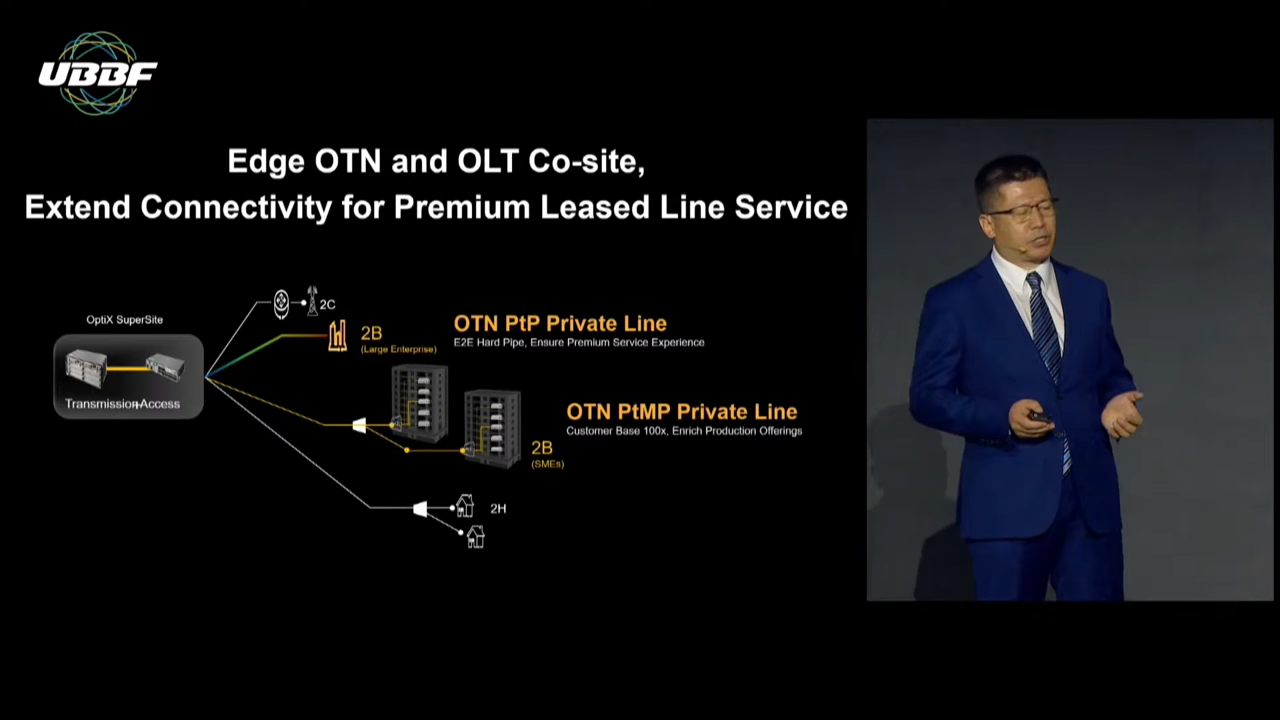 UBBF
Edge OTN and OLT Co-site,
Extend Connectivity for Premium Leased Line Service
OptiX SuperSite
Transmission+Access
2C
2B
(Large Enterprise)
OTN PtP Private Line
E2E Hard Pipe, Ensure Premium Service Experience
OTN PtMP Private Line
Customer Base 100x, Enrich Production Offerings
2B
(SMEs)
2H